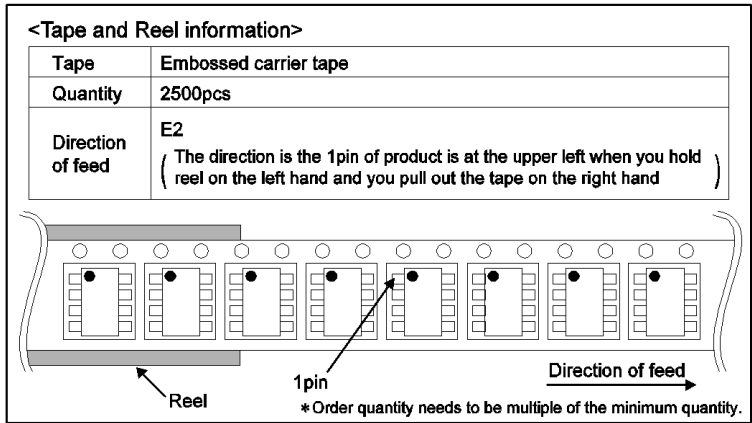 <Tape and Reel information>
Tape Embossed carrier tape
Quantity 2500pcs
Direction of feed E2
( The direction is the 1pin of product is at the upper left when you hold
reel on the left hand and you pull out the tape on the right hand )
Direction of feed
1pin
Reel
*Order quantity needs to be multiple of the minimum quantity.